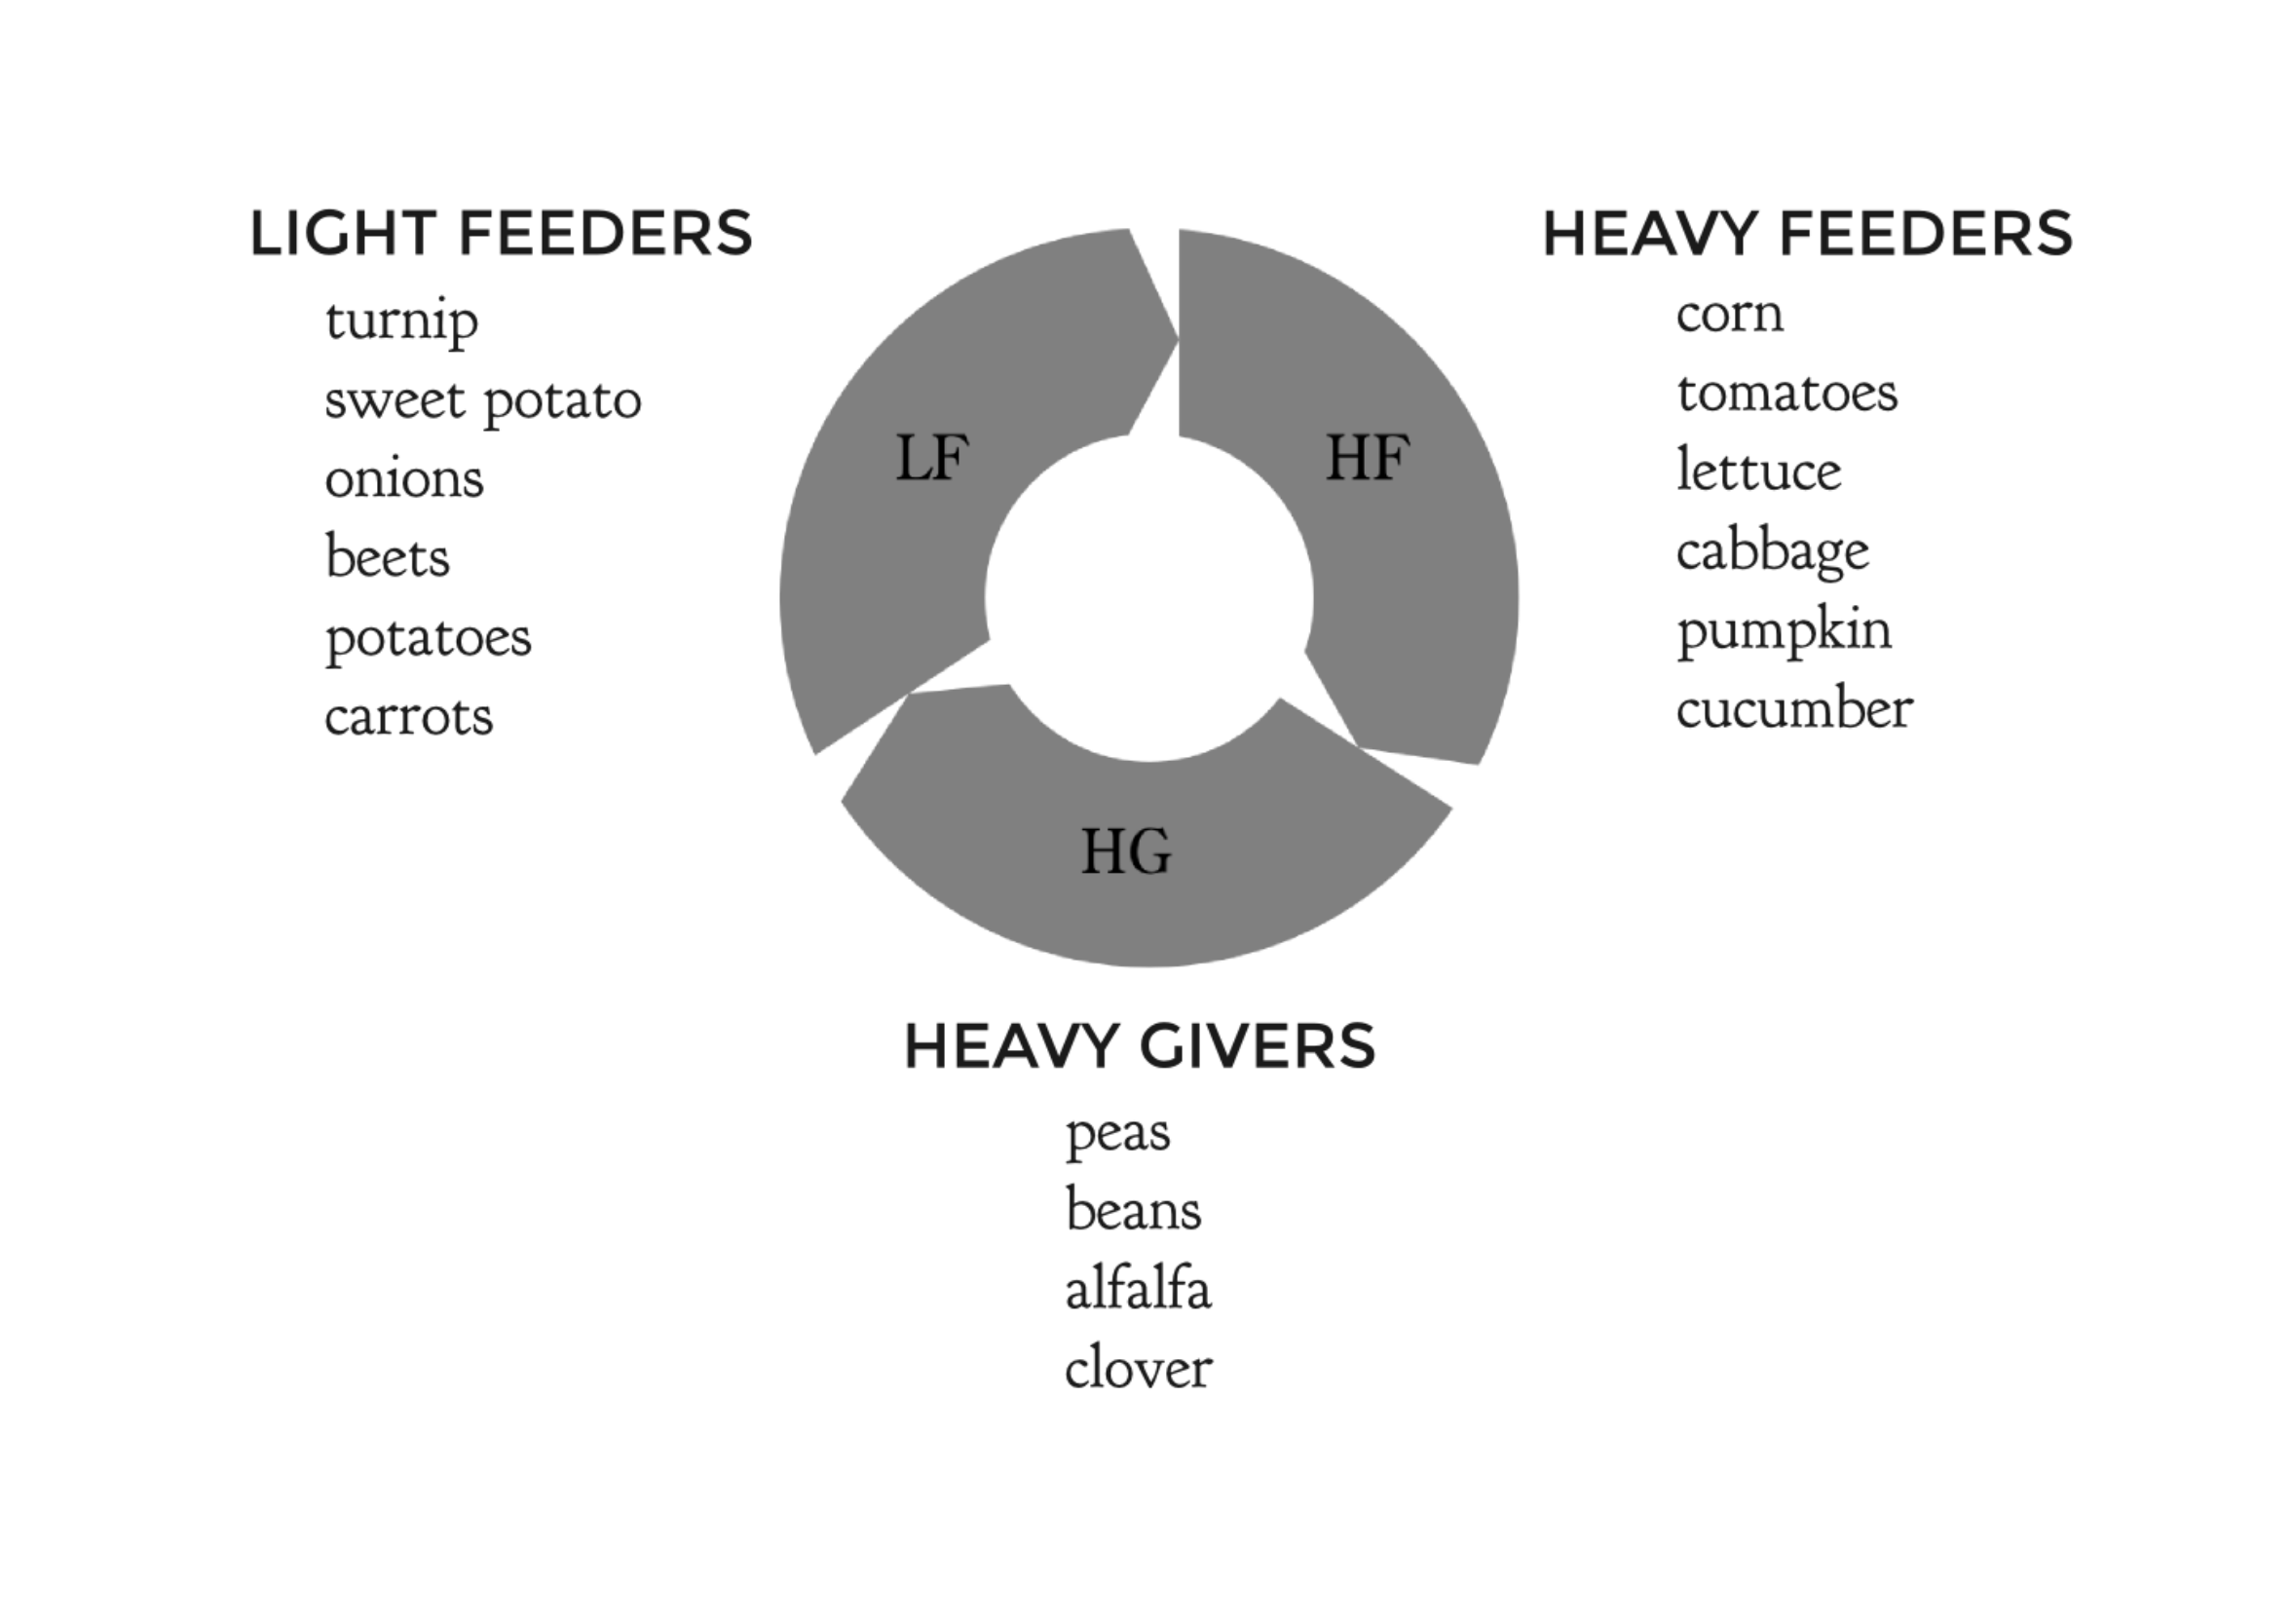 LIGHT FEEDERS
turnip
sweet potato
onions
beets
potatoes
carrots
LF
HF
HG
HEAVY FEEDERS
corn
tomatoes
lettuce
cabbage
pumpkin
cucumber
HEAVY GIVERS
peas
beans
alfalfa
clover